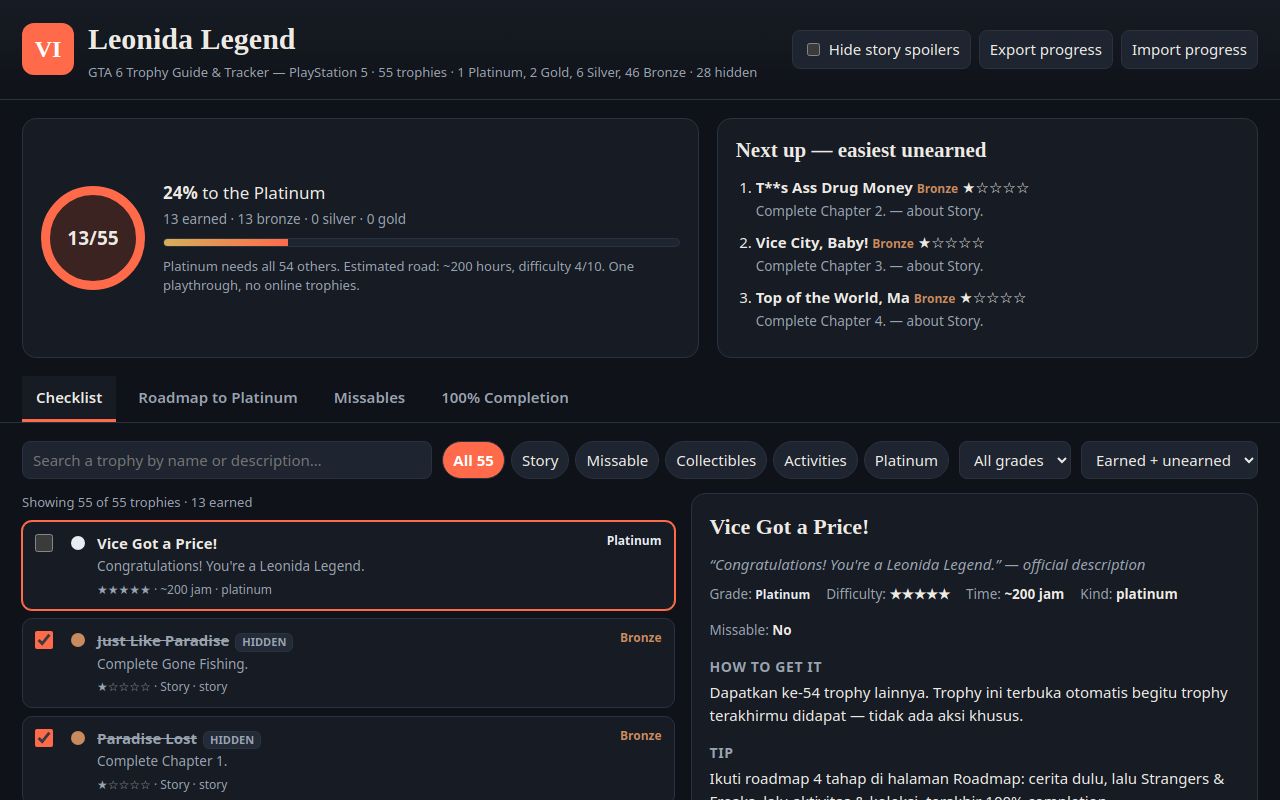 VI
Leonida Legend
GTA 6 Trophy Guide & Tracker — PlayStation 5 · 55 trophies · 1 Platinum, 2 Gold, 6 Silver, 46 Bronze · 28 hidden
Hide story spoilers
Export progress
Import progress
13/55
24% to the Platinum
13 earned · 13 bronze · 0 silver · 0 gold
Platinum needs all 54 others. Estimated road: ~200 hours, difficulty 4/10. One
playthrough, no online trophies.
Next up — easiest unearned
1. T**s Ass Drug Money Bronze ★☆☆☆☆
Complete Chapter 2. — about Story.
2. Vice City, Baby! Bronze ★☆☆☆☆
Complete Chapter 3. — about Story.
3. Top of the World, Ma Bronze ★☆☆☆☆
Complete Chapter 4. — about Story.
Checklist
Roadmap to Platinum
Missables
100% Completion
Search a trophy by name or description...
All 55
Story
Missable
Collectibles
Activities
Platinum
All grades
Earned + unearned
Showing 55 of 55 trophies · 13 earned
Vice Got a Price!
Platinum
Congratulations! You're a Leonida Legend.
★★★★★ · ~200 jam · platinum
Just Like Paradise HIDDEN
Bronze
Complete Gone Fishing.
★☆☆☆☆ · Story · story
Paradise Lost HIDDEN
Bronze
Complete Chapter 1.
★☆☆☆☆ · Story · story
Vice Got a Price!
“Congratulations! You're a Leonida Legend.” — official description
Grade: Platinum Difficulty: ★★★★★ Time: ~200 jam Kind: platinum
Missable: No
HOW TO GET IT
Dapatkan ke-54 trophy lainnya. Trophy ini terbuka otomatis begitu trophy
terakhirmu didapat — tidak ada aksi khusus.
TIP
Ikuti roadmap 4 tahap di halaman Roadmap: cerita dulu, lalu Strangers &
Freaks, lalu aktivitas & koleksi, terakhir 100% completion.